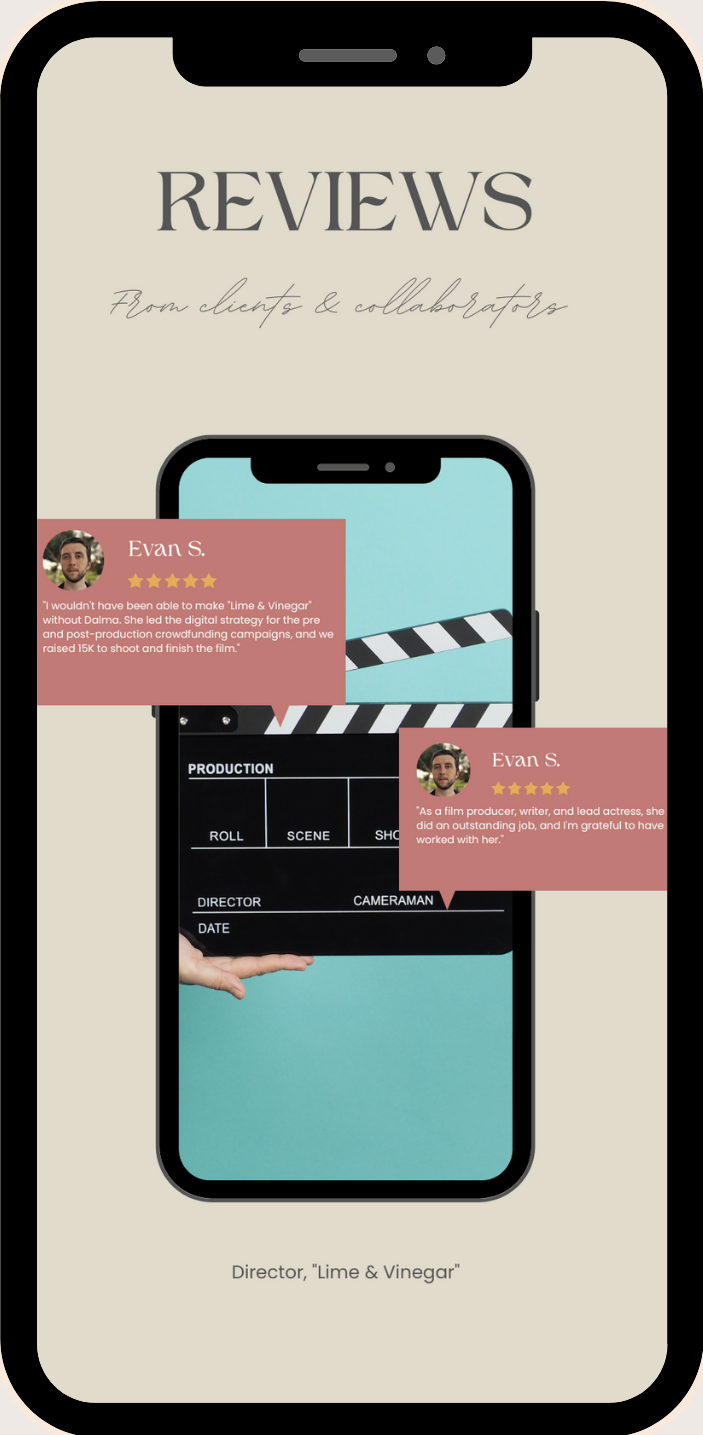 REVIEWS
From clients & collaborators
Evan S.
"I wouldn't have been able to make "Lime & Vinegar"
without Dalma. She led the digital strategy for the pre
and post-production crowdfunding campaigns, and we
raised 15K to shoot and finish the film."
PRODUCTION
ROLL
SCENE
SHO
Evan S.
"As a film producer, writer, and lead actress, she
did an outstanding job, and I'm grateful to have
worked with her."
DIRECTOR
CAMERAMAN
DATE
Director, "Lime & Vinegar"